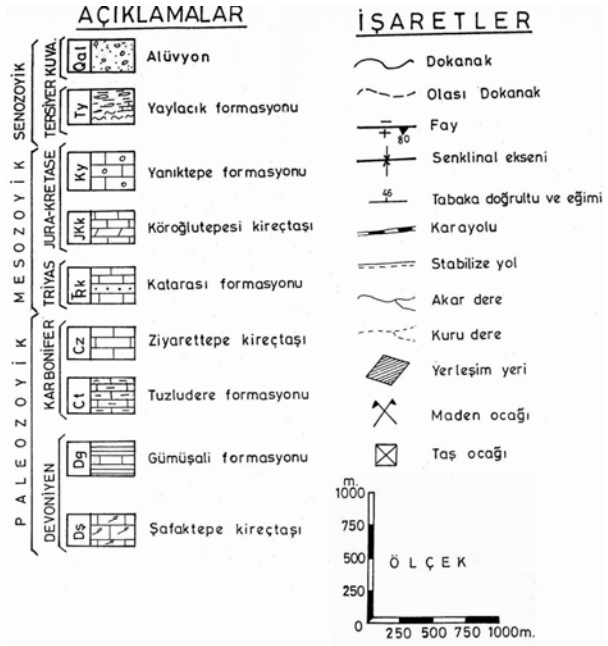 AÇIKLAMALAR
SENOZOYİK
TERSİYER KUVA.
Qal Alüvyon
Ty Yaylacık formasyonu
MESOZOYİK
JURA-KRETASE
Ky Yanıktepe formasyonu
JKk Köroğlutepesi kireçtaşı
TRİYAS
Ŧk Katarası formasyonu
PALEOZOYİK
KARBONİFER
Cz Ziyarettepe kireçtaşı
Ct Tuzludere formasyonu
DEVONİYEN
Dg Gümüşali formasyonu
Dş Şafaktepe kireçtaşı
İŞARETLER
Dokanak
Olası Dokanak
− + 80 Fay
Senklinal ekseni
46 Tabaka doğrultu ve eğimi
Karayolu
Stabilize yol
Akar dere
Kuru dere
Yerleşim yeri
Maden ocağı
Taş ocağı
m.
1000
750
500
250
0
ÖLÇEK
250 500 750 1000m.